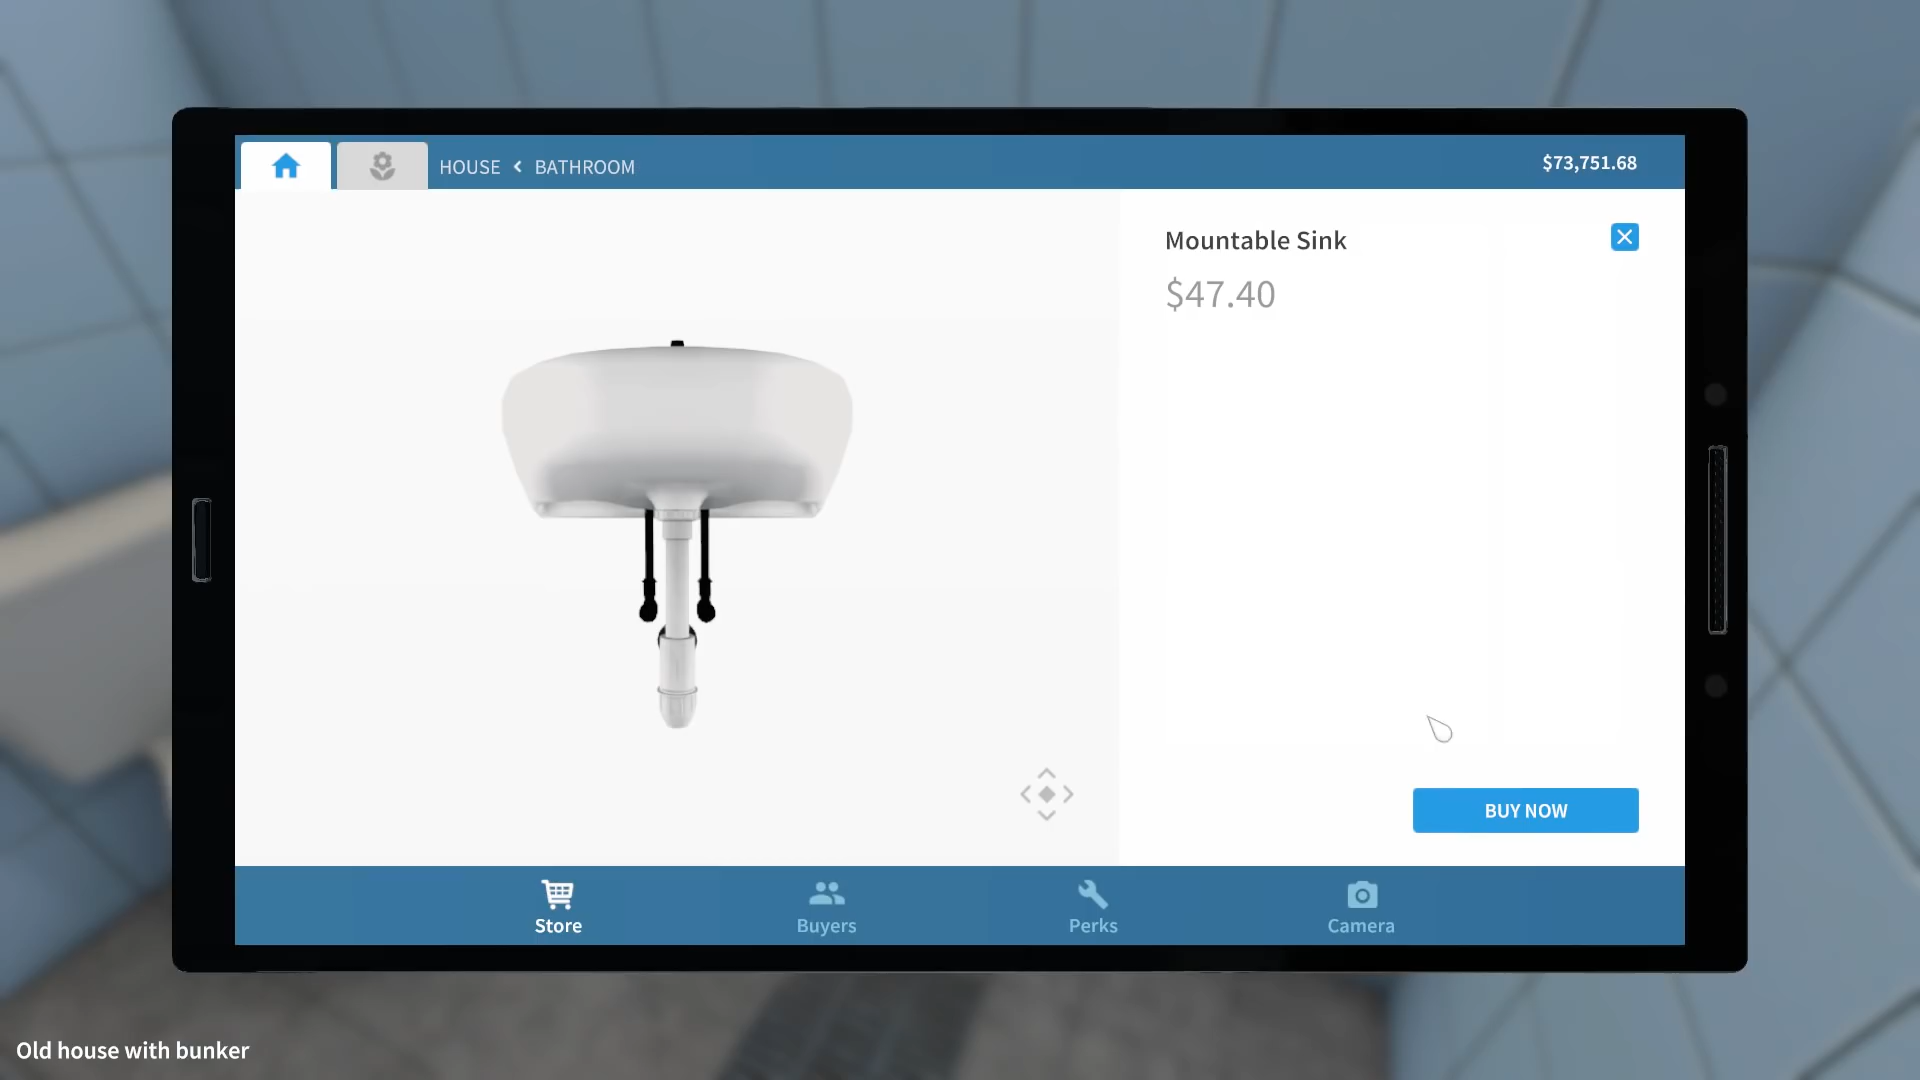 HOUSE < BATHROOM
$73,751.68
Mountable Sink
$47.40
BUY NOW
Store
Buyers
Perks
Camera
Old house with bunker